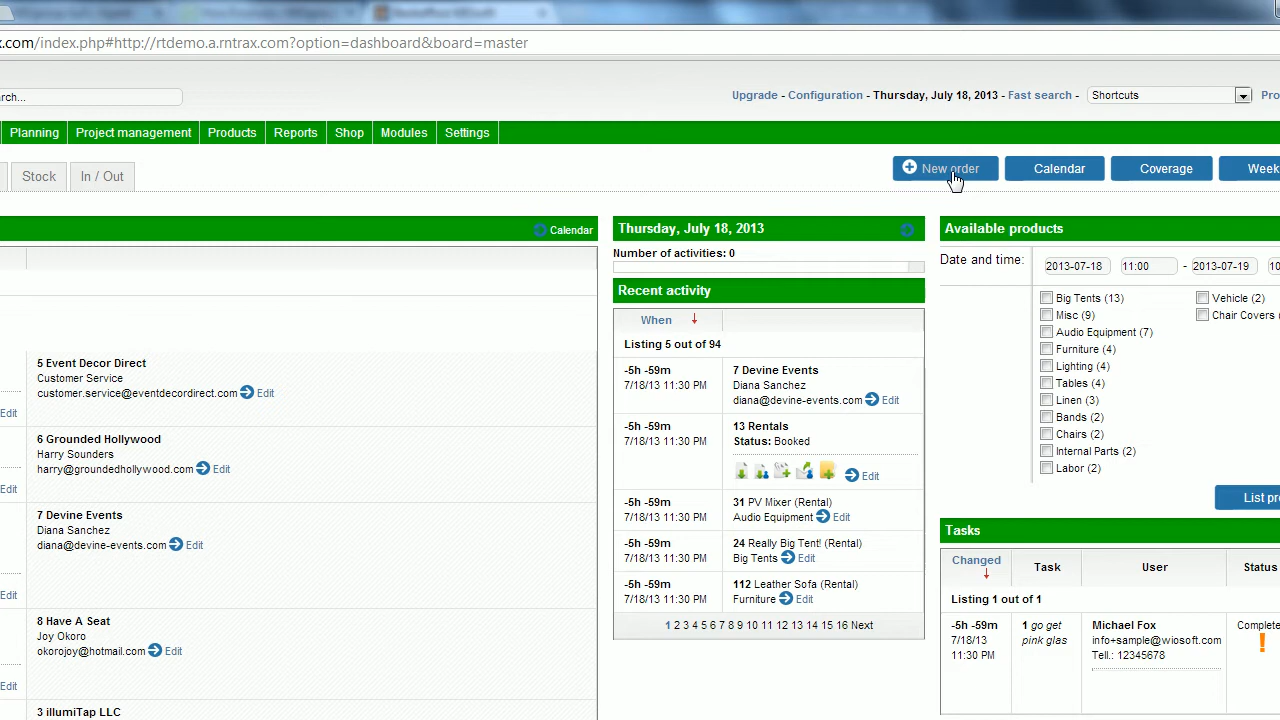 x.com/index.php#http://rtdemo.a.rntrax.com?option=dashboard&board=master
rch...
Upgrade - Configuration - Thursday, July 18, 2013 - Fast search - Shortcuts Pro
Planning Project management Products Reports Shop Modules Settings
Stock In / Out
New order Calendar Coverage Week
Calendar
5 Event Decor Direct
Customer Service
customer.service@eventdecordirect.com Edit
Edit
6 Grounded Hollywood
Harry Sounders
harry@groundedhollywood.com Edit
Edit
7 Devine Events
Diana Sanchez
diana@devine-events.com Edit
Edit
8 Have A Seat
Joy Okoro
okorojoy@hotmail.com Edit
Edit
3 illumiTap LLC
Thursday, July 18, 2013
Number of activities: 0
Recent activity
When
Listing 5 out of 94
-5h -59m 7 Devine Events
7/18/13 11:30 PM Diana Sanchez
diana@devine-events.com Edit
-5h -59m 13 Rentals
7/18/13 11:30 PM Status: Booked
Edit
-5h -59m 31 PV Mixer (Rental)
7/18/13 11:30 PM Audio Equipment Edit
-5h -59m 24 Really Big Tent! (Rental)
7/18/13 11:30 PM Big Tents Edit
-5h -59m 112 Leather Sofa (Rental)
7/18/13 11:30 PM Furniture Edit
1 2 3 4 5 6 7 8 9 10 11 12 13 14 15 16 Next
Available products
Date and time: 2013-07-18 11:00 - 2013-07-19 10
Big Tents (13) Vehicle (2)
Misc (9) Chair Covers (
Audio Equipment (7)
Furniture (4)
Lighting (4)
Tables (4)
Linen (3)
Bands (2)
Chairs (2)
Internal Parts (2)
Labor (2)
List pr
Tasks
Changed Task User Status
Listing 1 out of 1
-5h -59m 1 go get Michael Fox Complete
7/18/13 pink glas info+sample@wiosoft.com
11:30 PM Tell.: 12345678